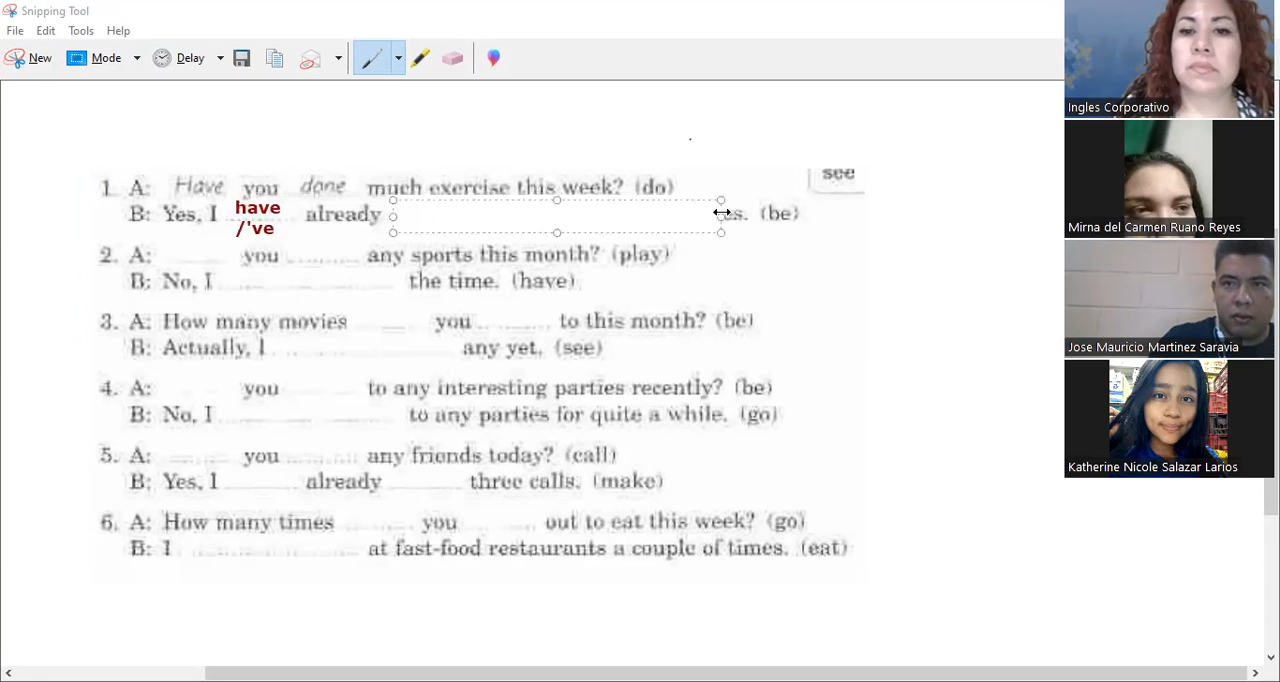 Snipping Tool
File Edit Tools Help
New Mode Delay
see
1. A: Have you done much exercise this week? (do)
B: Yes, I have /'ve already es. (be)
2. A: ...... you ............ any sports this month? (play)
B: No, I ............ the time. (have)
3. A: How many movies ...... you ............ to this month? (be)
B: Actually, I ............ any yet. (see)
4. A: ...... you ...... to any interesting parties recently? (be)
B: No, I ............ to any parties for quite a while. (go)
5. A: ...... you ............ any friends today? (call)
B: Yes, I ............ already ............ three calls. (make)
6. A: How many times ............ you ...... out to eat this week? (go)
B: I ............ at fast-food restaurants a couple of times. (eat)
Ingles Corporativo
Mirna del Carmen Ruano Reyes
Jose Mauricio Martinez Saravia
Katherine Nicole Salazar Larios